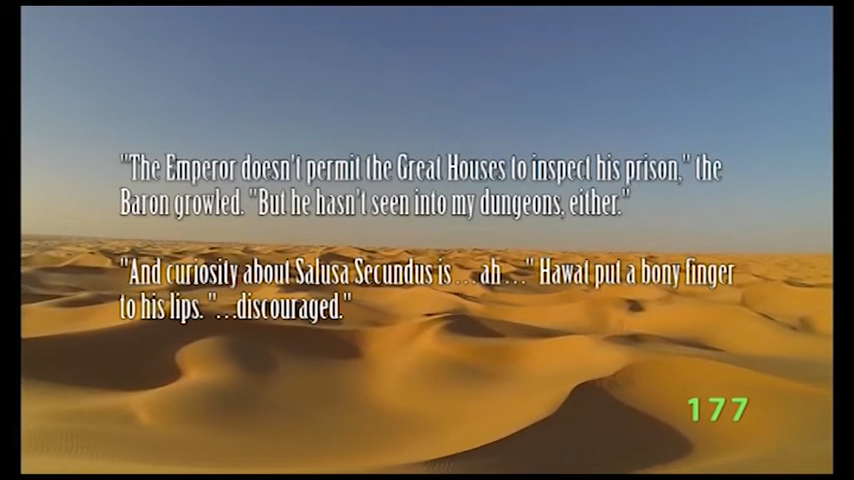 "The Emperor doesn't permit the Great Houses to inspect his prison," the
Baron growled. "But he hasn't seen into my dungeons, either."
"And curiosity about Salusa Secundus is . . . ah . . ." Hawat put a bony finger
to his lips. ". . .discouraged."
177